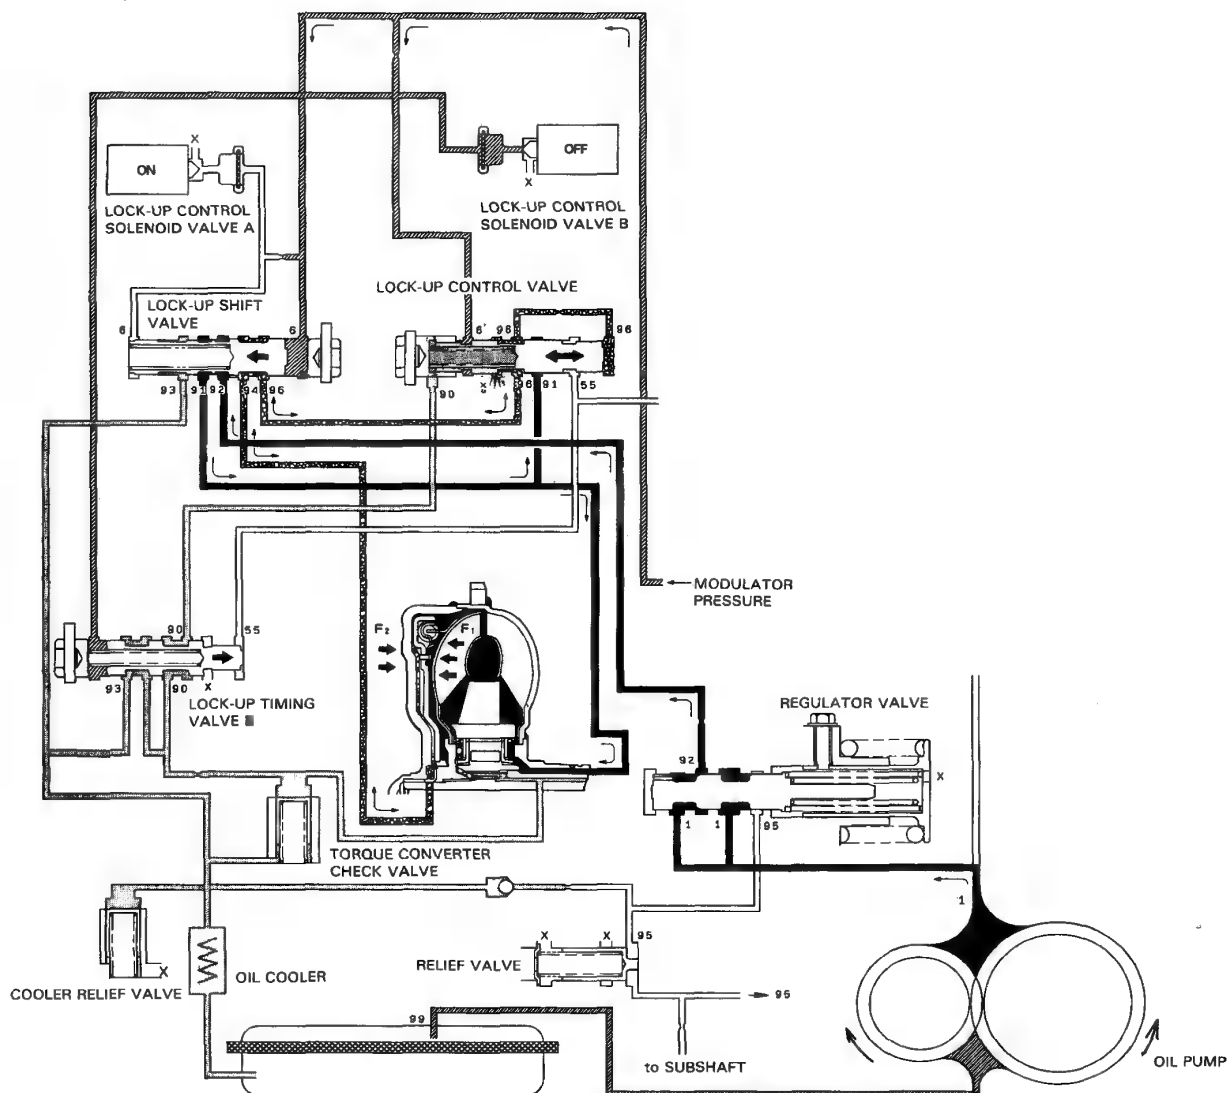 X
ON
OFF
X
LOCK-UP CONTROL
SOLENOID VALVE A
LOCK-UP CONTROL
SOLENOID VALVE B
LOCK-UP SHIFT
VALVE
LOCK-UP CONTROL VALVE
6
6
6'
96
96
93
91
92
94
96
90
X
6
91
55
MODULATOR
PRESSURE
90
55
F2
F1
93
90
X
LOCK-UP TIMING
VALVE
REGULATOR VALVE
92
X
1
1
95
TORQUE CONVERTER
CHECK VALVE
1
X
X
95
RELIEF VALVE
X
COOLER RELIEF VALVE
OIL COOLER
95
99
to SUBSHAFT
OIL PUMP